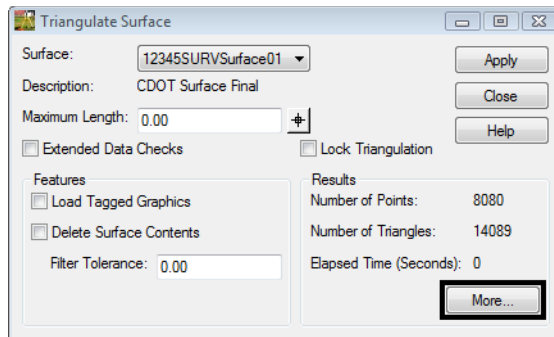 Triangulate Surface
Surface: 12345SURVSurface01
Apply
Description: CDOT Surface Final
Close
Maximum Length: 0.00
Help
Extended Data Checks
Lock Triangulation
Features
Load Tagged Graphics
Delete Surface Contents
Filter Tolerance: 0.00
Results
Number of Points: 8080
Number of Triangles: 14089
Elapsed Time (Seconds): 0
More...